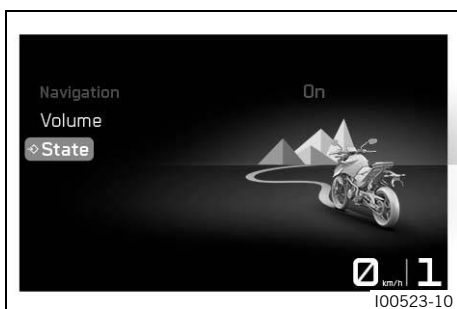 Navigation On
Volume
State
0 km/h 1
I00523-10